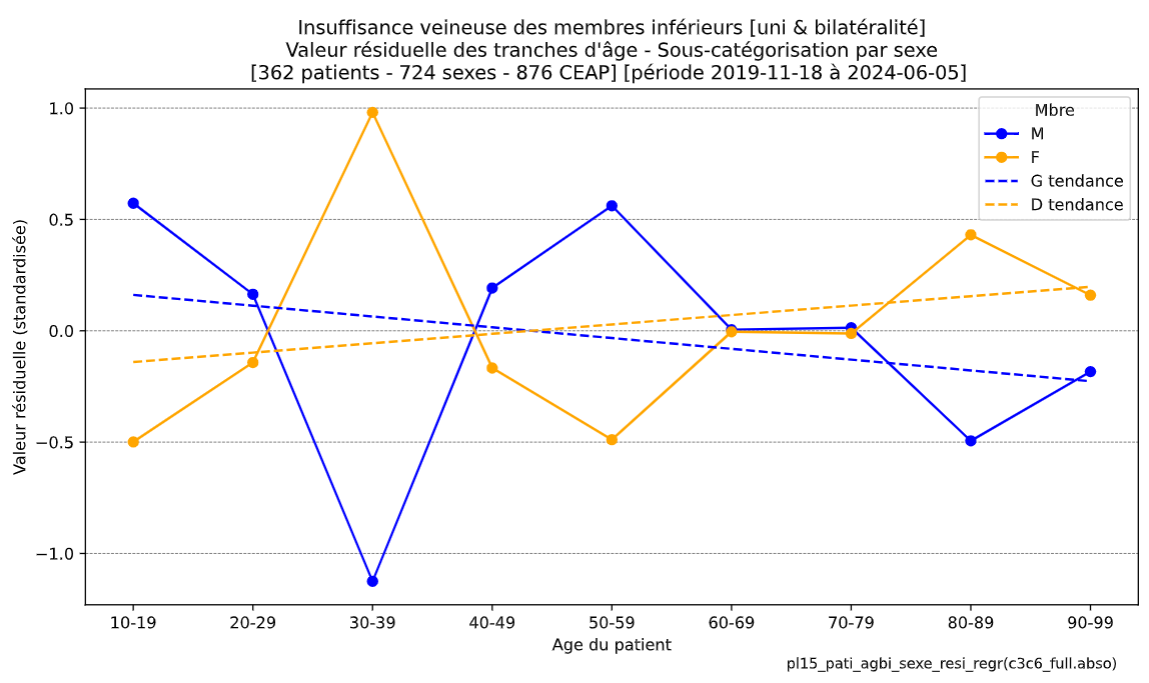 Insuffisance veineuse des membres inférieurs [uni & bilatéralité]
Valeur résiduelle des tranches d'âge - Sous-catégorisation par sexe
[362 patients - 724 sexes - 876 CEAP] [période 2019-11-18 à 2024-06-05]
Mbre
M
F
G tendance
D tendance
1.0
0.5
0.0
−0.5
−1.0
Valeur résiduelle (standardisée)
10-19 20-29 30-39 40-49 50-59 60-69 70-79 80-89 90-99
Age du patient
pl15_pati_agbi_sexe_resi_regr(c3c6_full.abso)